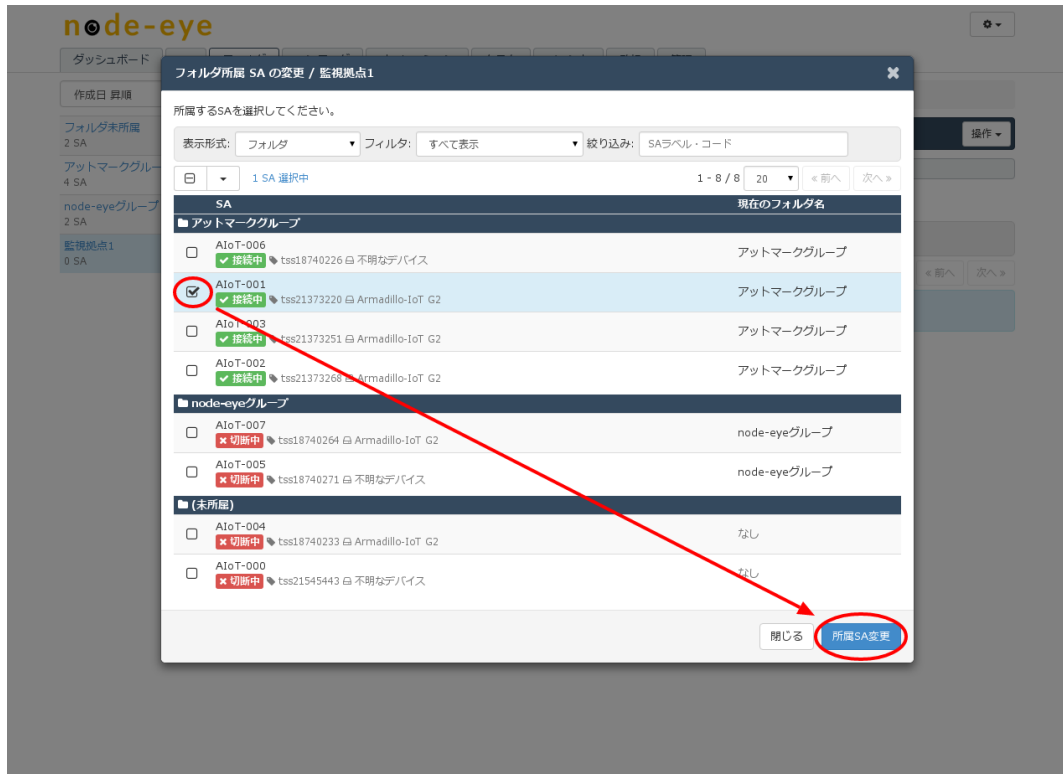 node-eye
ダッシュボード
フォルダ所属 SA の変更 / 監視拠点1
作成日 昇順
所属するSAを選択してください。
フォルダ未所属
2 SA
操作
表示形式: フォルダ フィルタ: すべて表示 絞り込み: SAラベル・コード
アットマークグルー
4 SA
1 SA 選択中 1 - 8 / 8 20 «前へ 次へ»
node-eyeグループ
2 SA
SA 現在のフォルダ名
アットマークグループ
監視拠点1
0 SA
AIoT-006
接続中 tss18740226 不明なデバイス アットマークグループ
«前へ 次へ»
AIoT-001
接続中 tss21373220 Armadillo-IoT G2 アットマークグループ
AIoT-003
接続中 tss21373251 Armadillo-IoT G2 アットマークグループ
AIoT-002
接続中 tss21373268 Armadillo-IoT G2 アットマークグループ
node-eyeグループ
AIoT-007
切断中 tss18740264 Armadillo-IoT G2 node-eyeグループ
AIoT-005
切断中 tss18740271 不明なデバイス node-eyeグループ
(未所属)
AIoT-004
切断中 tss18740233 Armadillo-IoT G2 なし
AIoT-000
切断中 tss21545443 不明なデバイス なし
閉じる 所属SA変更